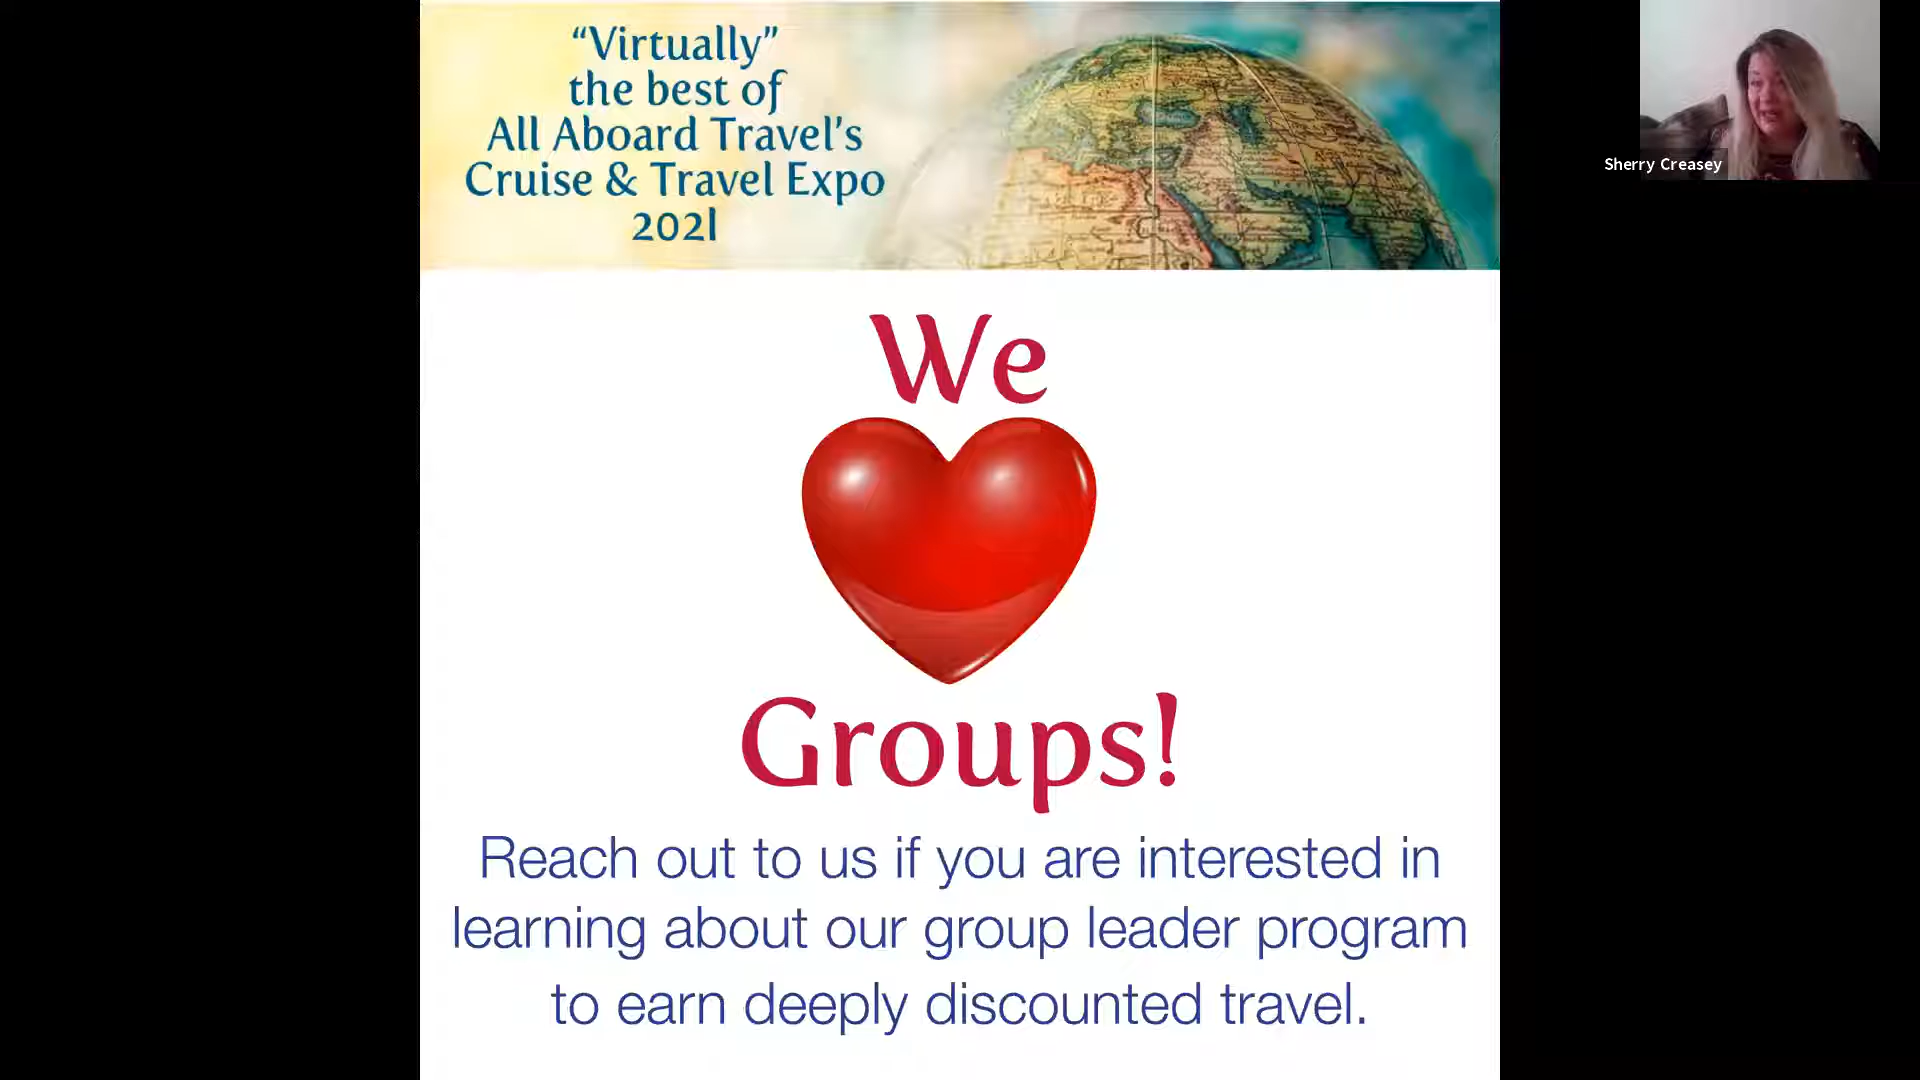 “Virtually”
the best of
All Aboard Travel’s
Cruise & Travel Expo
2021
Sherry Creasey
We
Groups!
Reach out to us if you are interested in
learning about our group leader program
to earn deeply discounted travel.